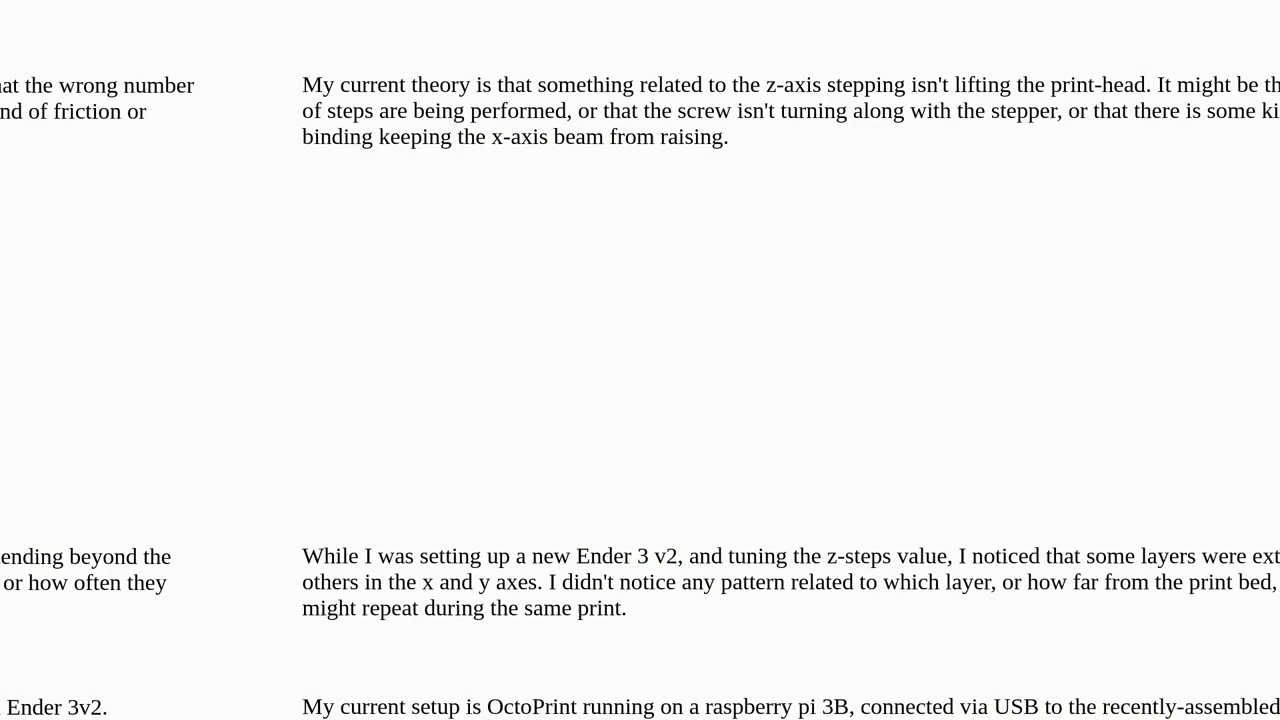 at the wrong number
nd of friction or
My current theory is that something related to the z-axis stepping isn't lifting the print-head. It might be th
of steps are being performed, or that the screw isn't turning along with the stepper, or that there is some ki
binding keeping the x-axis beam from raising.
ending beyond the
or how often they
While I was setting up a new Ender 3 v2, and tuning the z-steps value, I noticed that some layers were ext
others in the x and y axes. I didn't notice any pattern related to which layer, or how far from the print bed,
might repeat during the same print.
Ender 3v2.
My current setup is OctoPrint running on a raspberry pi 3B, connected via USB to the recently-assembled